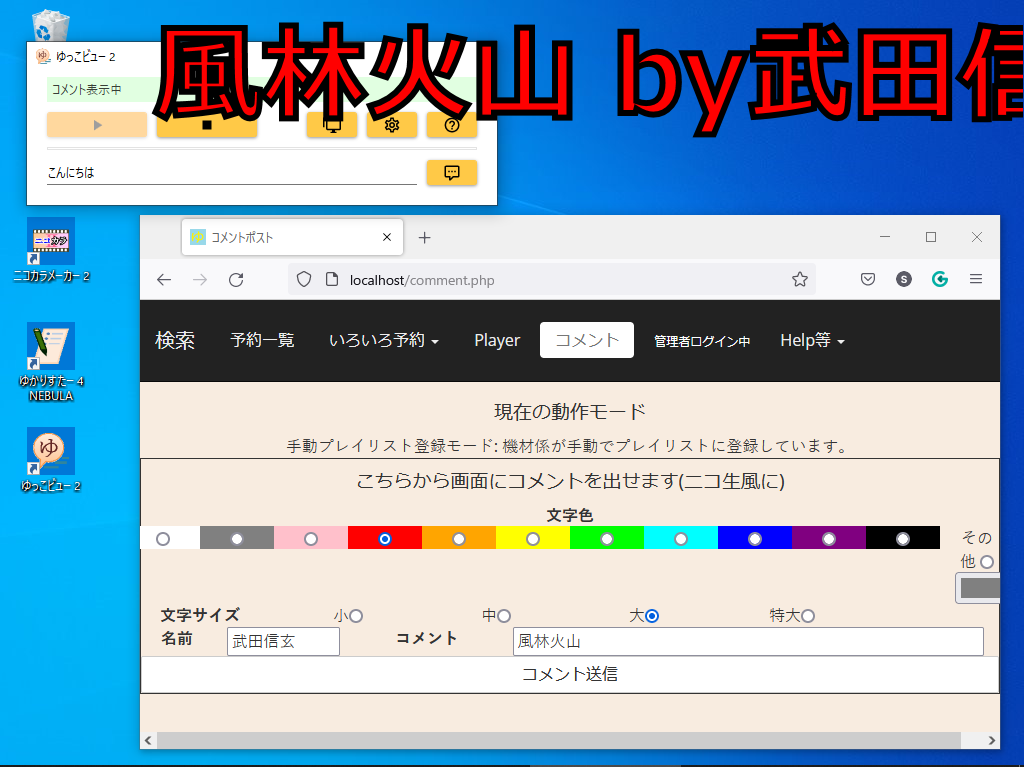 風林火山 by武田信
ゆっこビュー 2
コメント表示中
こんにちは
ニコカラ
ニコカラメーカー 2
ゆかりすたー 4
NEBULA
ゆ
ゆっこビュー 2
ゆ コメントポスト
localhost/comment.php
S
検索 予約一覧 いろいろ予約 Player コメント 管理者ログイン中 Help等
現在の動作モード
手動プレイリスト登録モード: 機材係が手動でプレイリストに登録しています。
こちらから画面にコメントを出せます(ニコ生風に)
文字色
その
他
文字サイズ 小 中 大 特大
名前 武田信玄 コメント 風林火山
コメント送信